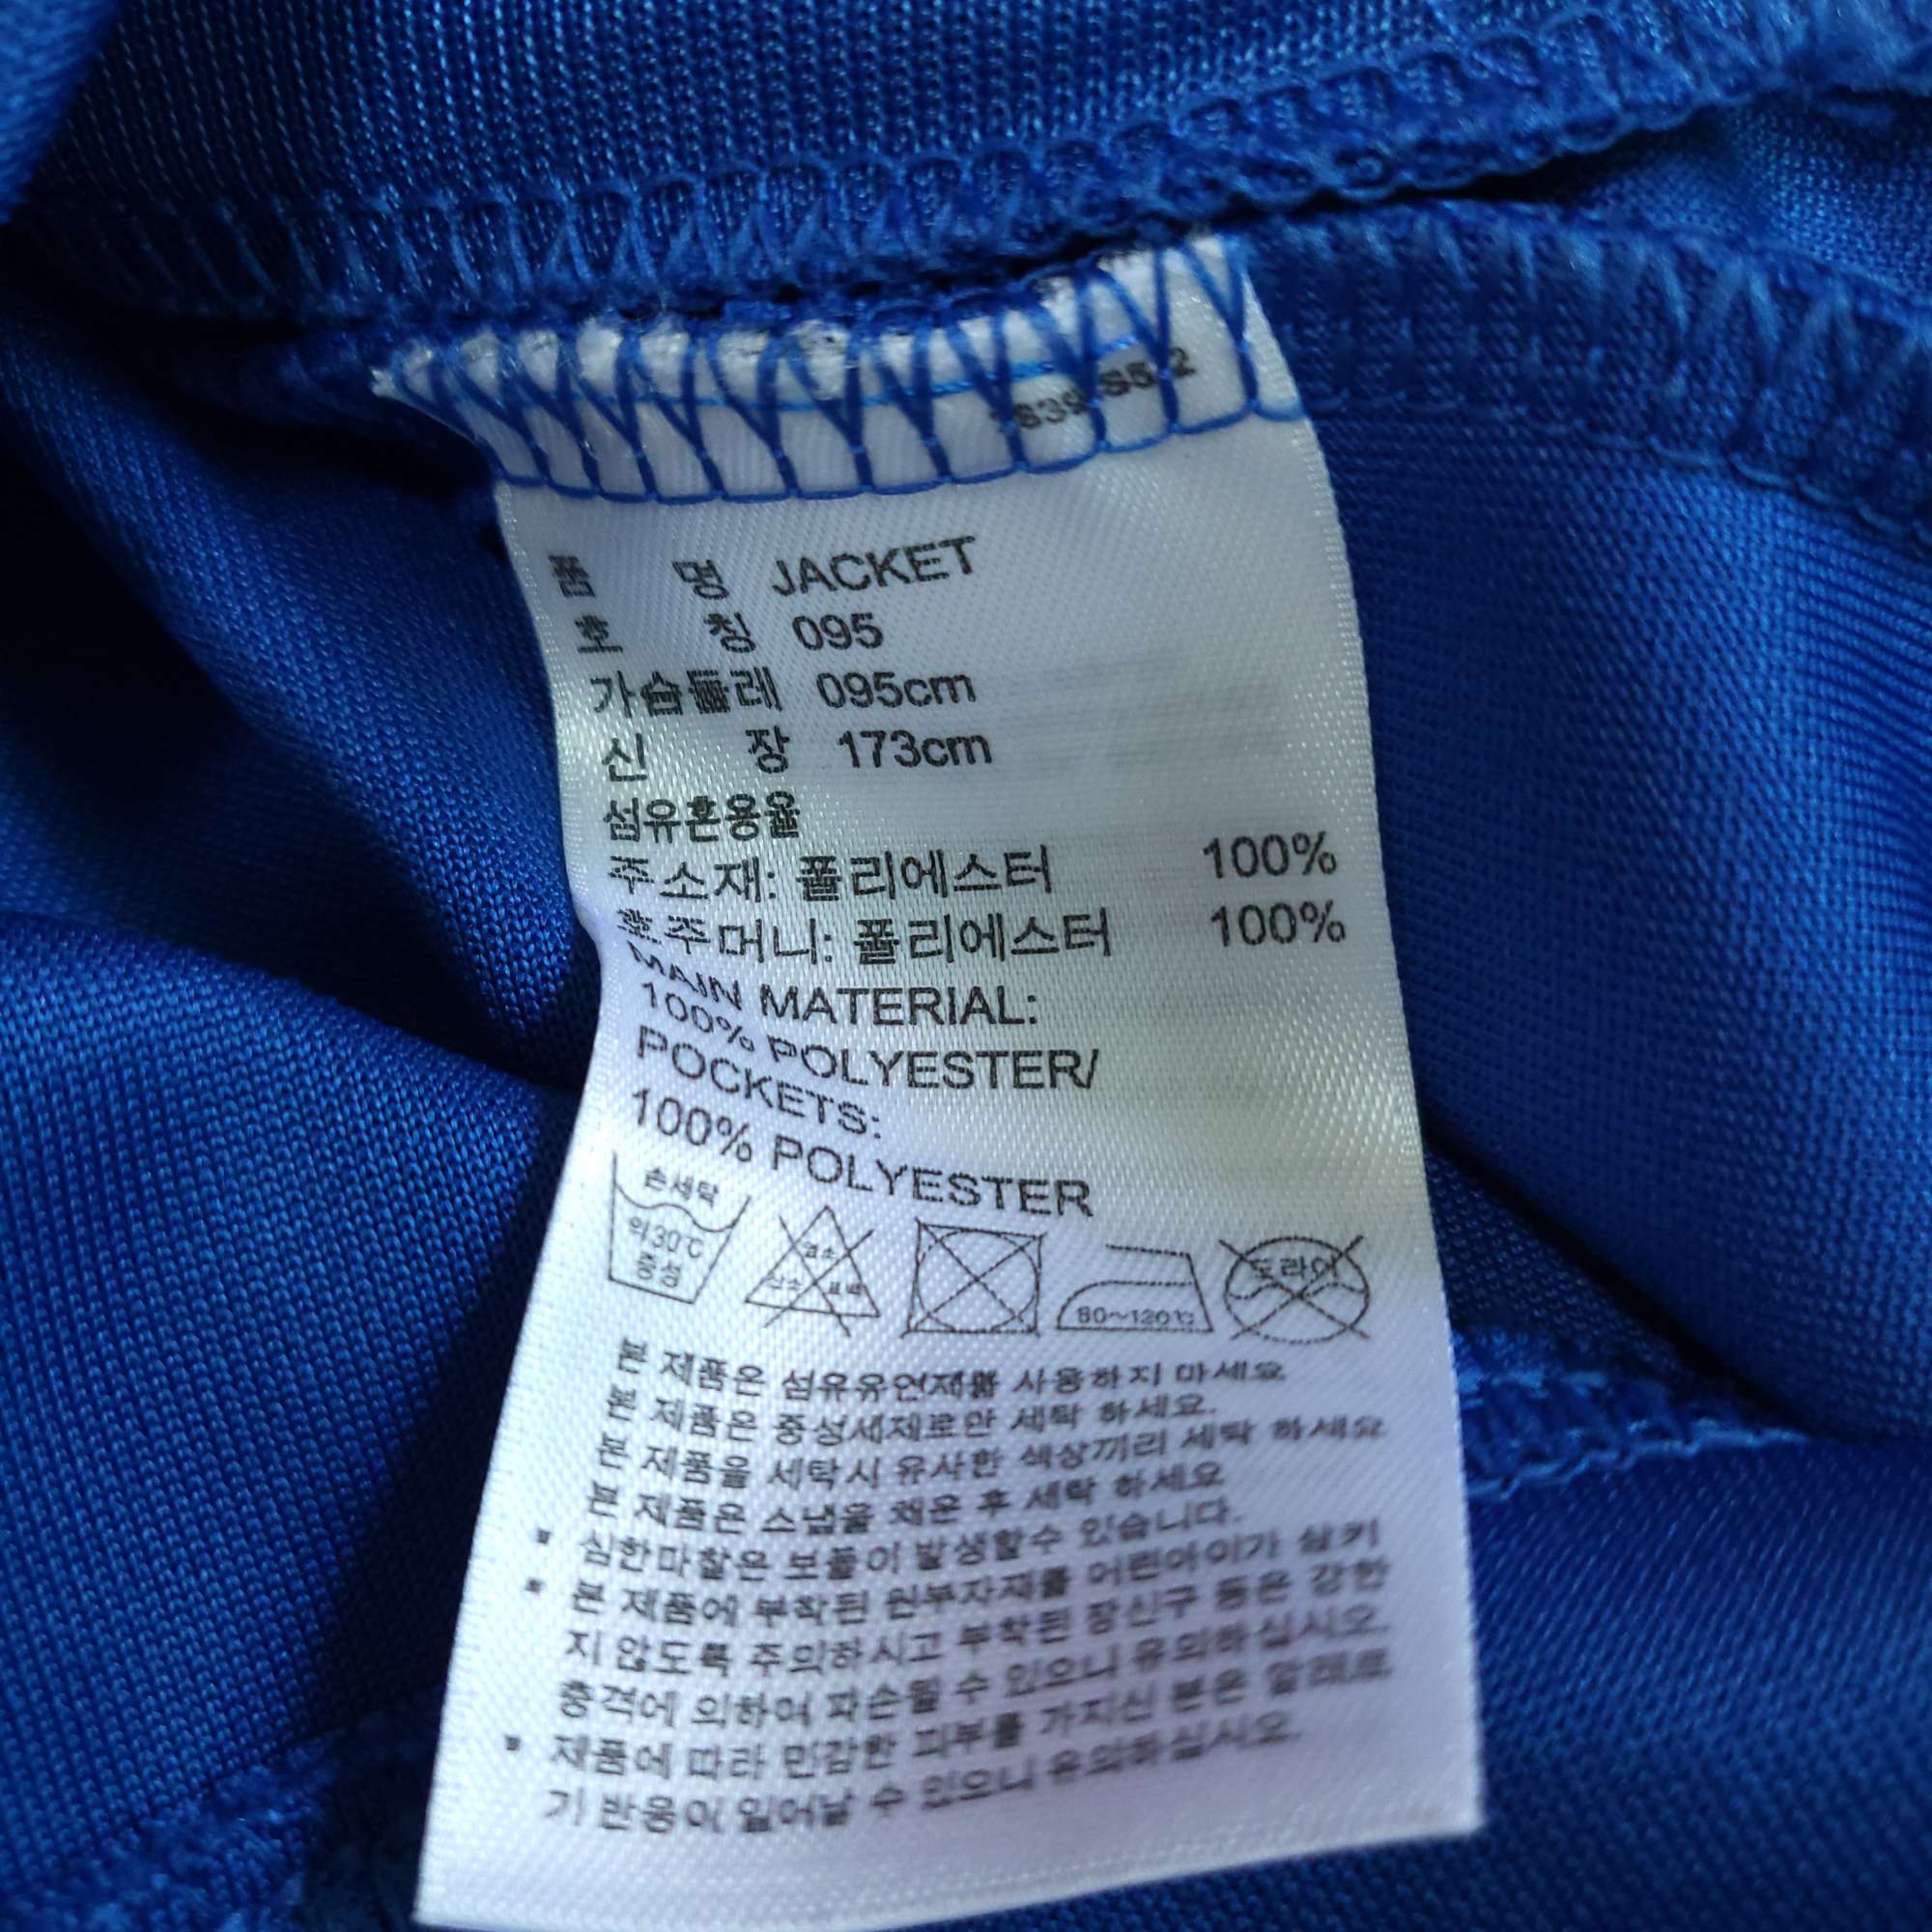 품 명 JACKET
호 칭 095
가슴둘레 095cm
신 장 173cm
섬유혼용율
주소재: 폴리에스터 100%
호주머니: 폴리에스터 100%
MAIN MATERIAL:
100% POLYESTER/
POCKETS:
100% POLYESTER
손세탁
약30℃
중성
염소
산소 표백
80~120℃
드라이
본 제품은 섬유유연제를 사용하지 마세요
본 제품은 중성세제로만 세탁 하세요.
본 제품을 세탁시 유사한 색상끼리 세탁 하세요
본 제품은 스냅을 채운 후 세탁 하세요
▪ 심한마찰은 보풀이 발생할수 있습니다.
▪ 본 제품에 부착된 원부자재를 어린아이가 삼키
지 않도록 주의하시고 부착된 장신구 등은 강한
충격에 의하여 파손될 수 있으니 유의하십시오.
▪ 제품에 따라 민감한 피부를 가지신 분은 알레르
기 반응이 일어날 수 있으니 유의하십시오.